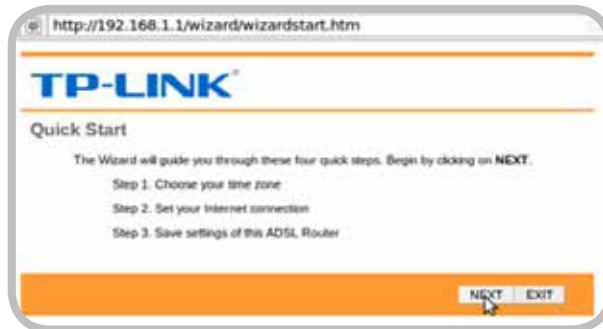 http://192.168.1.1/wizard/wizardstart.htm
TP-LINK
Quick Start
The Wizard will guide you through these four quick steps. Begin by clicking on NEXT.
Step 1. Choose your time zone
Step 2. Set your Internet connection
Step 3. Save settings of this ADSL Router
NEXT EXIT